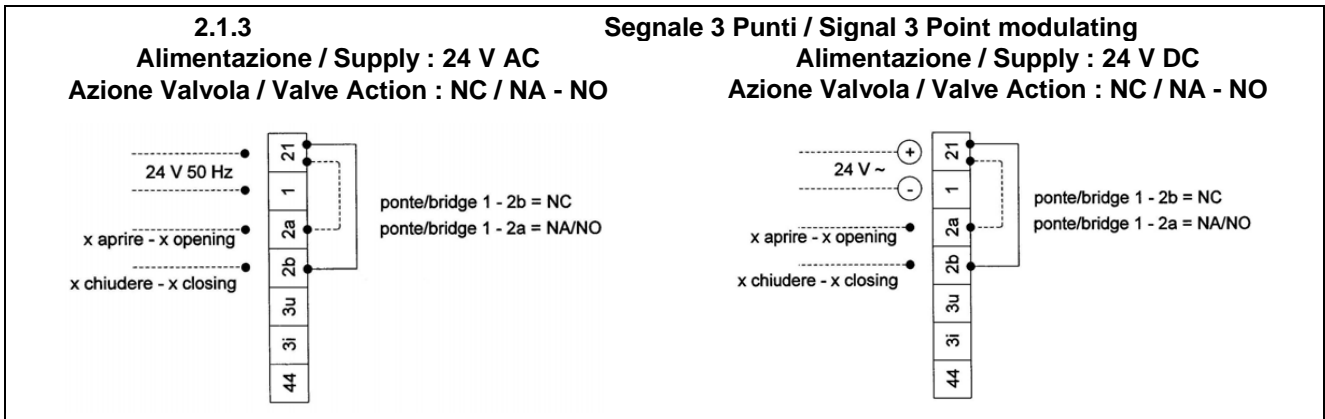 2.1.3 Segnale 3 Punti / Signal 3 Point modulating
Alimentazione / Supply : 24 V AC
Azione Valvola / Valve Action : NC / NA - NO
24 V 50 Hz
x aprire - x opening
x chiudere - x closing
21
1
2a
2b
3u
3i
44
ponte/bridge 1 - 2b = NC
ponte/bridge 1 - 2a = NA/NO
Alimentazione / Supply : 24 V DC
Azione Valvola / Valve Action : NC / NA - NO
+
24 V ~
-
x aprire - x opening
x chiudere - x closing
21
1
2a
2b
3u
3i
44
ponte/bridge 1 - 2b = NC
ponte/bridge 1 - 2a = NA/NO